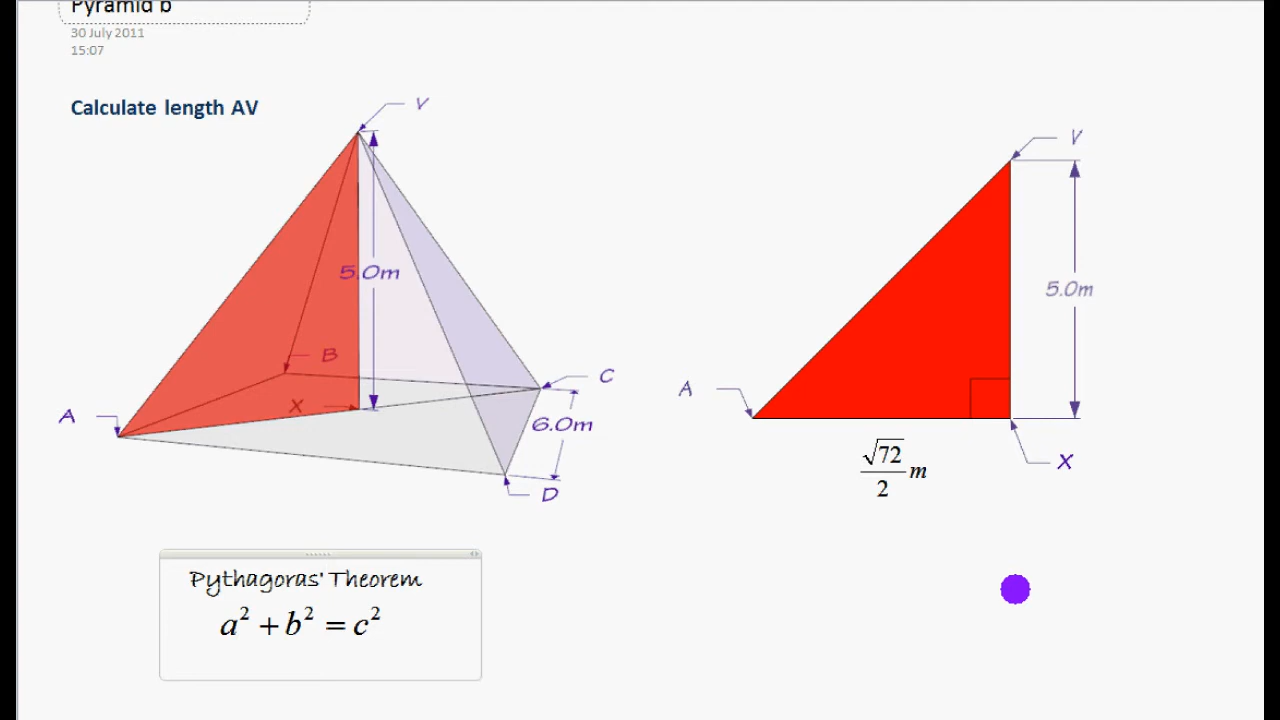 Pyramid b
30 July 2011
15:07
Calculate length AV
V
5.0m
B
X
A
C
6.0m
D
V
5.0m
A
X
√72/2 m
Pythagoras' Theorem
a² + b² = c²